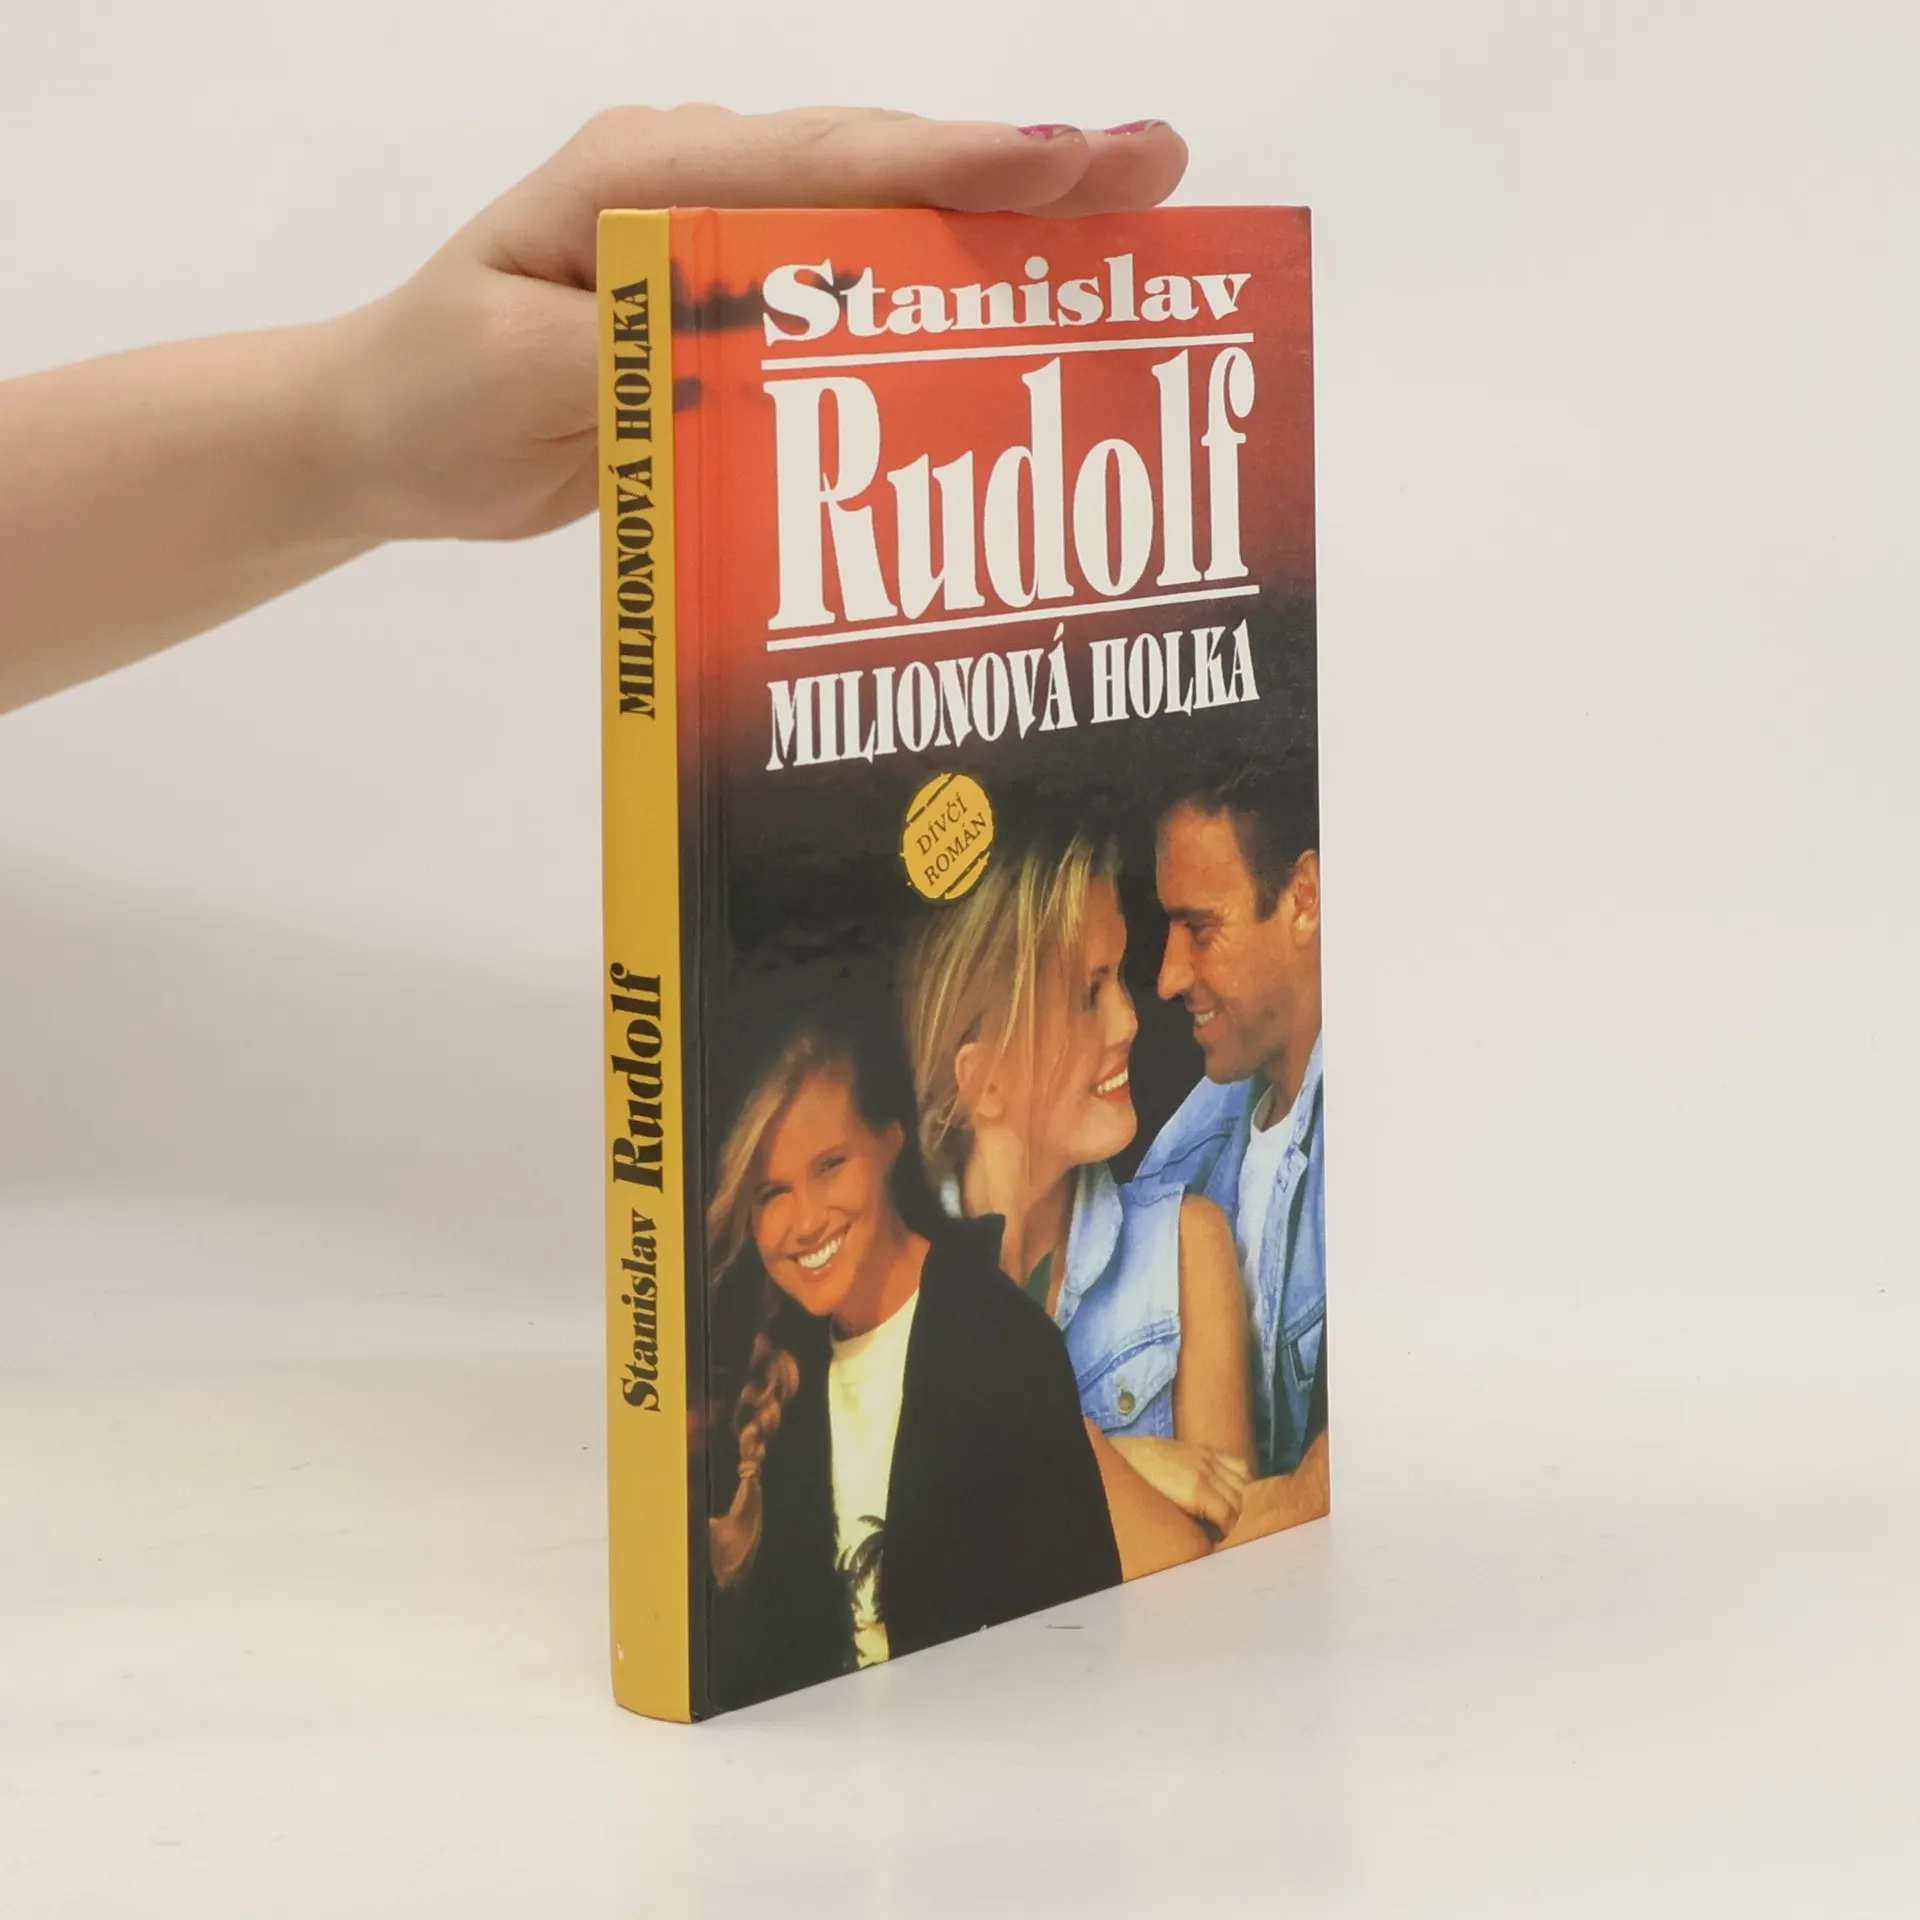 MILIONOVÁ HOLKA
Stanislav Rudolf
Stanislav
Rudolf
MILIONOVÁ HOLKA
DÍVČÍ
ROMÁN